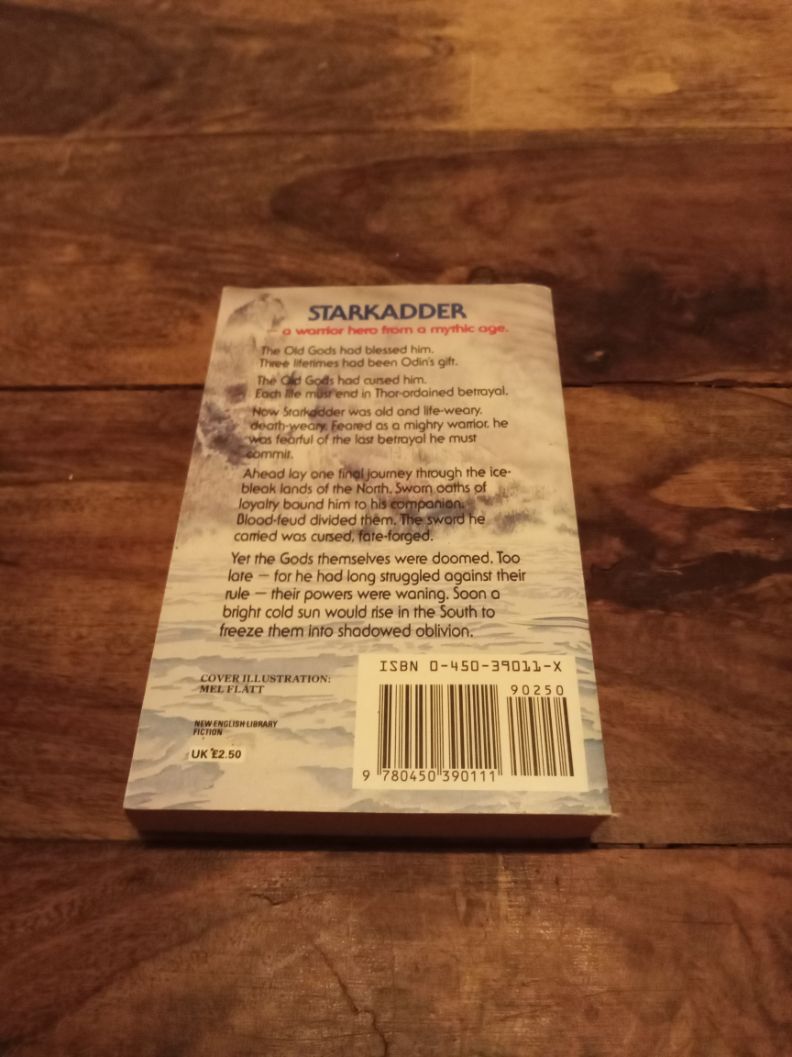 STARKADDER
— a warrior hero from a mythic age.
The Old Gods had blessed him.
Three lifetimes had been Odin's gift.
The Old Gods had cursed him.
Each life must end in Thor-ordained betrayal.
Now Starkadder was old and life-weary,
death-weary. Feared as a mighty warrior, he
was fearful of the last betrayal he must
commit.
Ahead lay one final journey through the ice-
bleak lands of the North. Sworn oaths of
loyalty bound him to his companion.
Blood-feud divided them. The sword he
carried was cursed, fate-forged.
Yet the Gods themselves were doomed. Too
late — for he had long struggled against their
rule — their powers were waning. Soon a
bright cold sun would rise in the South to
freeze them into shadowed oblivion.
ISBN 0-450-39011-X
90250
COVER ILLUSTRATION:
MEL FLATT
NEW ENGLISH LIBRARY
FICTION
UK £2.50
9 780450 390111